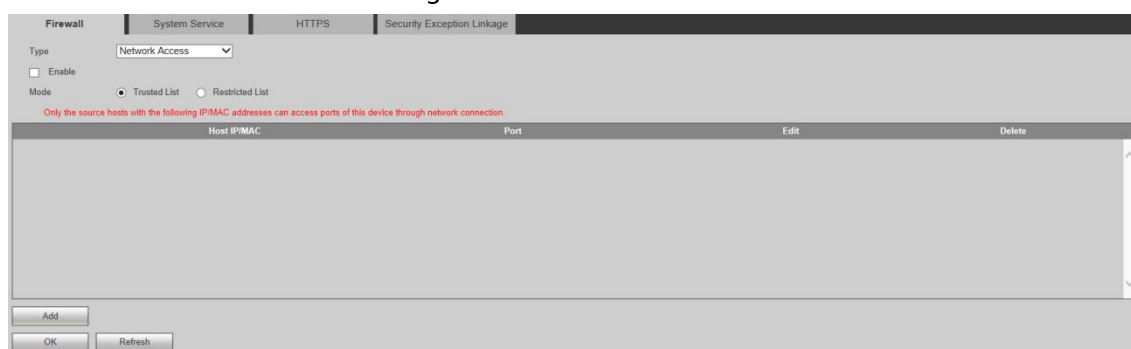 Firewall System Service HTTPS Security Exception Linkage
Type Network Access
Enable
Mode Trusted List Restricted List
Only the source hosts with the following IP/MAC addresses can access ports of this device through network connection.
Host IP/MAC Port Edit Delete
Add
OK Refresh